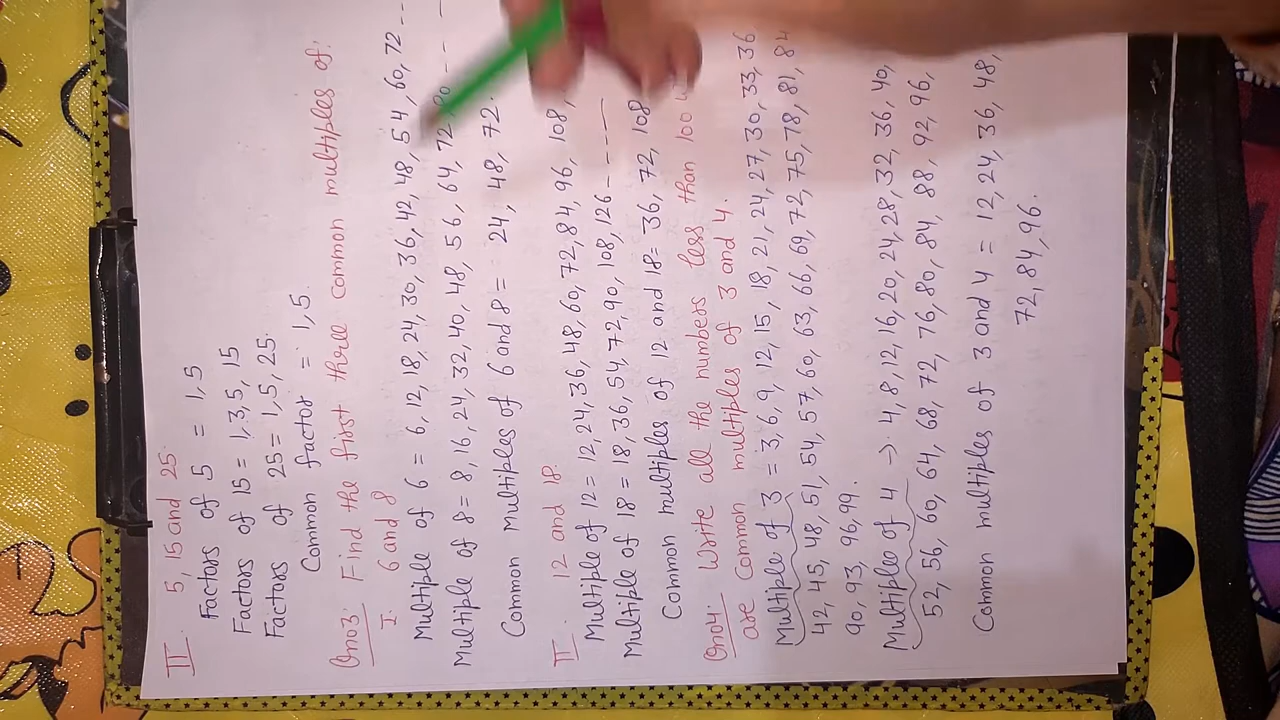 II. 5, 15 and 25.
Factors of 5 = 1, 5
Factors of 15 = 1, 3, 5, 15
Factors of 25 = 1, 5, 25.
Common factor = 1, 5.
Qno3. Find the first three common multiples of:
I. 6 and 8
Multiple of 6 = 6, 12, 18, 24, 30, 36, 42, 48, 54, 60, 72 --
Multiple of 8 = 8, 16, 24, 32, 40, 48, 56, 64, 72, 80 - - -
Common multiples of 6 and 8 = 24, 48, 72.
II. 12 and 18.
Multiple of 12 = 12, 24, 36, 48, 60, 72, 84, 96, 108,
Multiple of 18 = 18, 36, 54, 72, 90, 108, 126 - - - -
Common multiples of 12 and 18 = 36, 72, 108
Qno4. Write all the numbers less than 100
are common multiples of 3 and 4.
Multiple of 3 = 3, 6, 9, 12, 15, 18, 21, 24, 27, 30, 33, 36
42, 45, 48, 51, 54, 57, 60, 63, 66, 69, 72, 75, 78, 81, 84
90, 93, 96, 99.
Multiples of 4 → 4, 8, 12, 16, 20, 24, 28, 32, 36, 40,
52, 56, 60, 64, 68, 72, 76, 80, 84, 88, 92, 96,
Common multiples of 3 and 4 = 12, 24, 36, 48,
72, 84, 96.